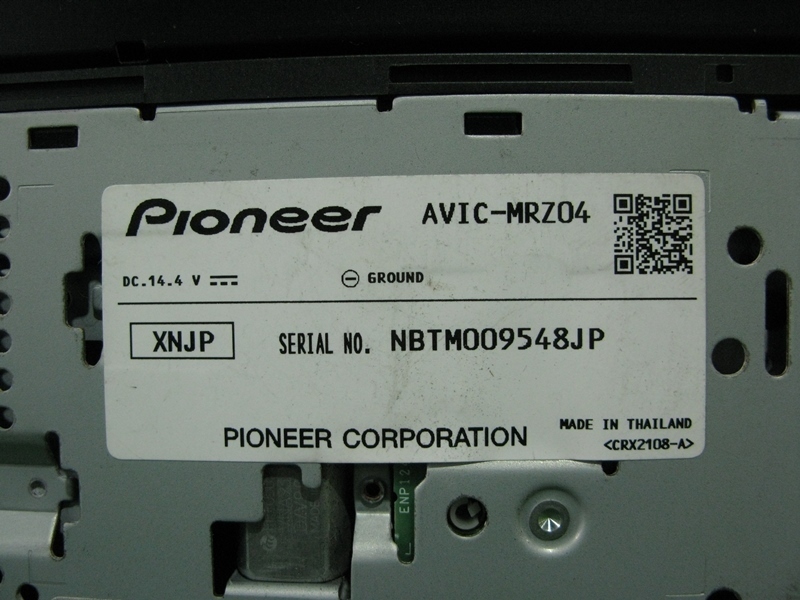 Pioneer AVIC-MRZ04
DC.14.4 V GROUND
XNJP SERIAL NO. NBTM009548JP
PIONEER CORPORATION
MADE IN THAILAND
<CRX2108-A>
ENP12